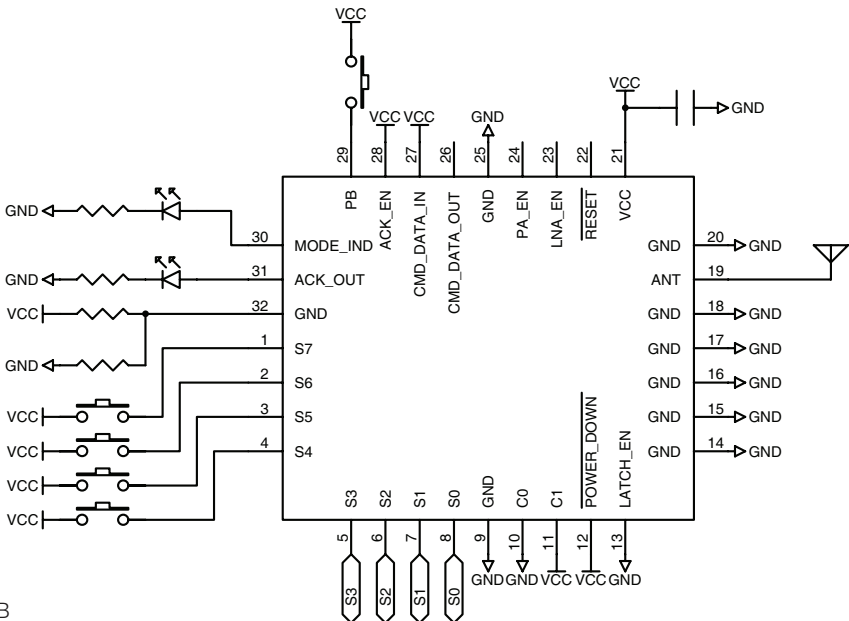 VCC
VCC VCC
GND
VCC
GND
29 28 27 26 25 24 23 22 21
PB
ACK_EN
CMD_DATA_IN
CMD_DATA_OUT
GND
PA_EN
LNA_EN
RESET
VCC
GND 30 MODE_IND
GND 31 ACK_OUT
VCC 32 GND
GND
1 S7
2 S6
VCC 3 S5
VCC 4 S4
VCC
VCC
GND 20 GND
ANT 19
GND 18 GND
GND 17 GND
GND 16 GND
GND 15 GND
GND 14 GND
S3
S2
S1
S0
GND
C0
C1
POWER_DOWN
LATCH_EN
5 6 7 8 9 10 11 12 13
S3 S2 S1 S0
GND GND VCC VCC GND
B